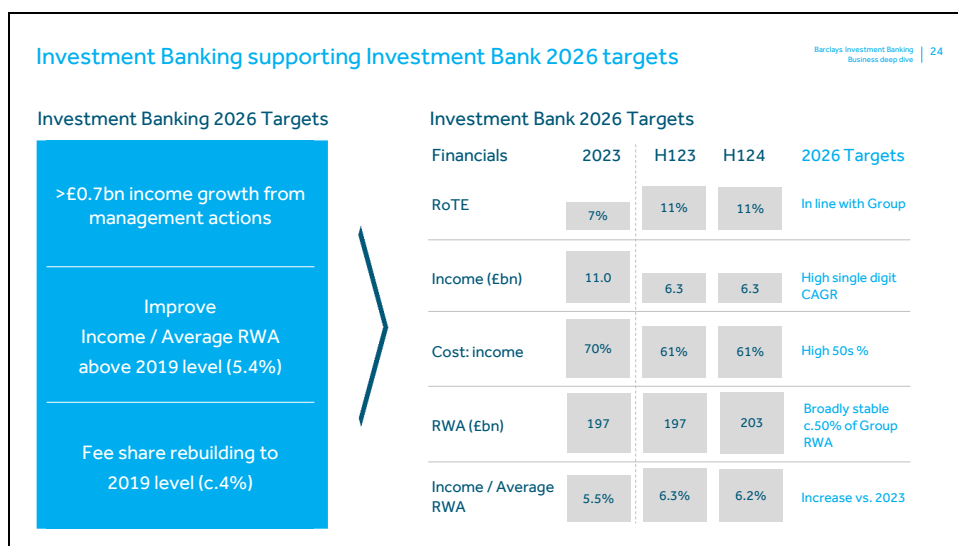 Investment Banking supporting Investment Bank 2026 targets
Barclays Investment Banking
Business deep dive
24
Investment Banking 2026 Targets
>£0.7bn income growth from
management actions
Improve
Income / Average RWA
above 2019 level (5.4%)
Fee share rebuilding to
2019 level (c.4%)
Investment Bank 2026 Targets
Financials 2023 H123 H124 2026 Targets
RoTE 7% 11% 11% In line with Group
Income (£bn) 11.0 6.3 6.3 High single digit
CAGR
Cost: income 70% 61% 61% High 50s %
RWA (£bn) 197 197 203 Broadly stable
c.50% of Group
RWA
Income / Average
RWA 5.5% 6.3% 6.2% Increase vs. 2023